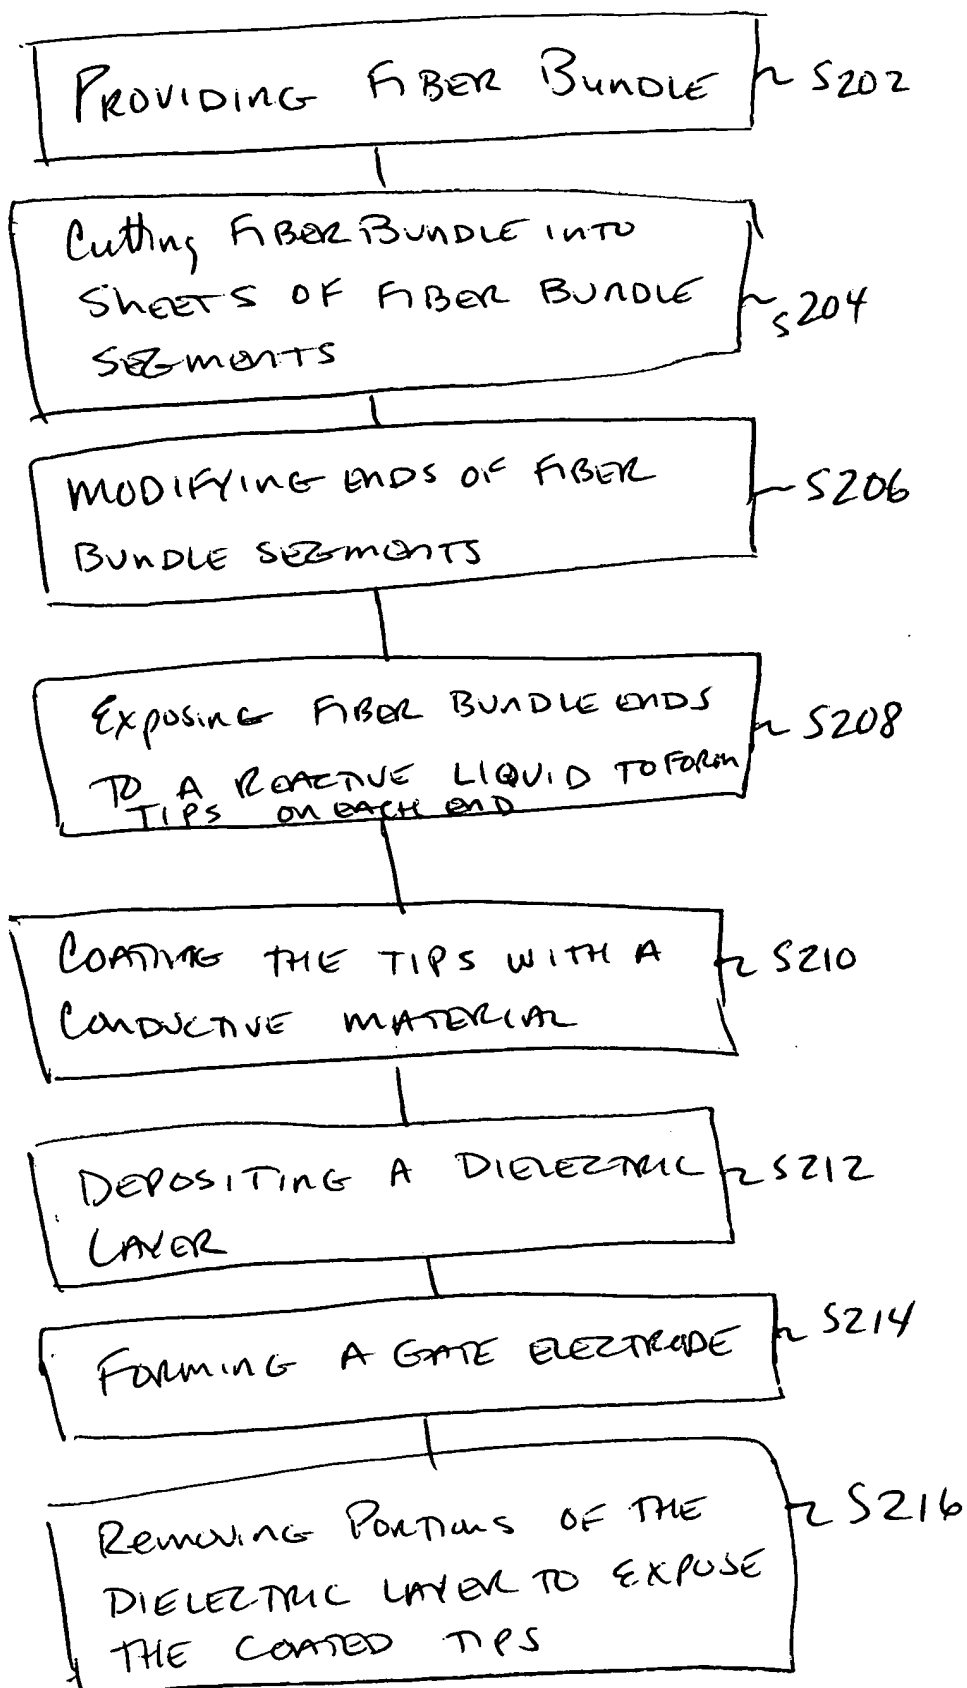 PROVIDING FIBER BUNDLE S202
Cutting FIBER BUNDLE INTO
SHEETS OF FIBER BUNDLE S204
SEGMENTS
MODIFYING ENDS OF FIBER S206
BUNDLE SEGMENTS
EXPOSING FIBER BUNDLE ENDS S208
TO A REACTIVE LIQUID TO FORM
TIPS ON EACH END
COATING THE TIPS WITH A S210
CONDUCTIVE MATERIAL
DEPOSITING A DIELECTRIC S212
LAYER
FORMING A GATE ELECTRODE S214
REMOVING PORTIONS OF THE S216
DIELECTRIC LAYER TO EXPOSE
THE COATED TIPS